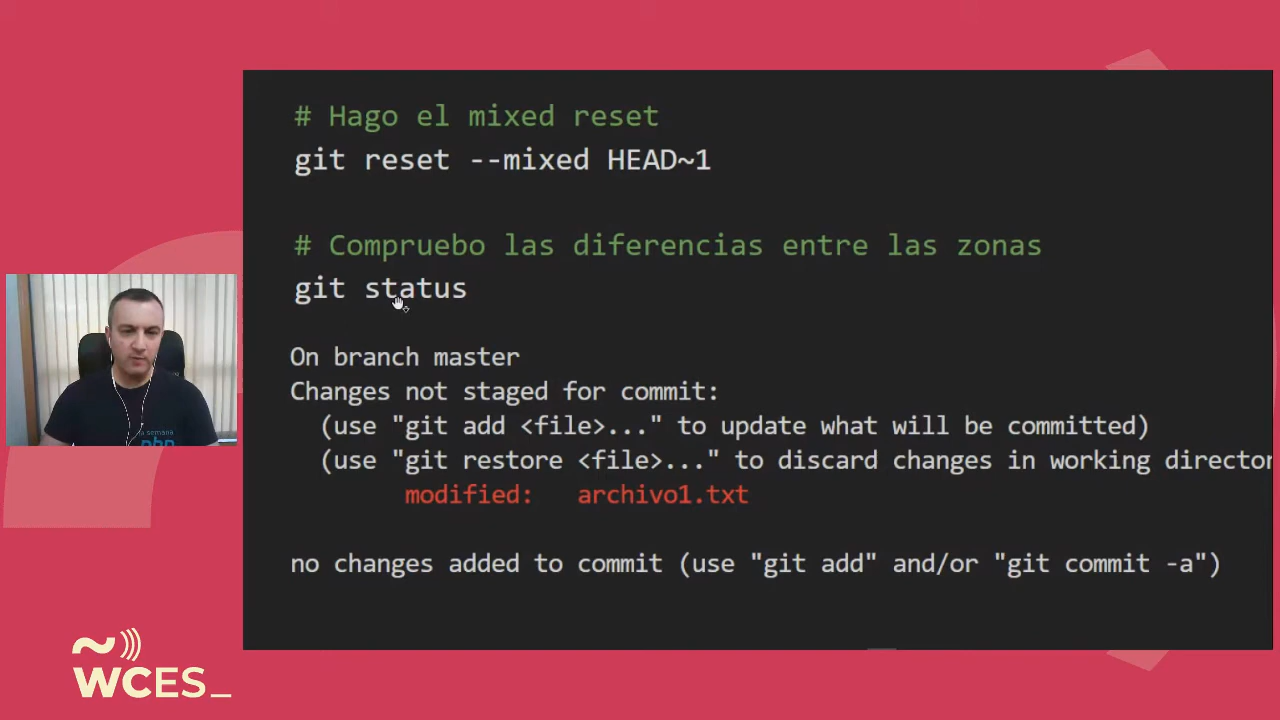 # Hago el mixed reset
git reset --mixed HEAD~1
# Compruebo las diferencias entre las zonas
git status
On branch master
Changes not staged for commit:
(use "git add <file>..." to update what will be committed)
(use "git restore <file>..." to discard changes in working director
modified: archivo1.txt
no changes added to commit (use "git add" and/or "git commit -a")
la semana
php
~)))
WCES_